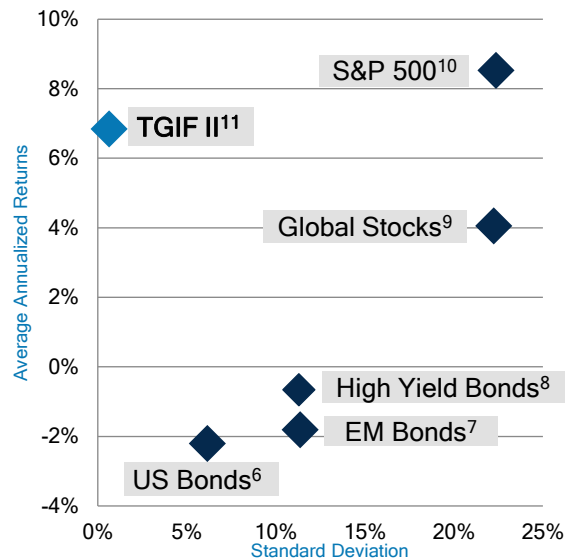 10%
S&P 500¹⁰
8%
TGIF II¹¹
6%
Global Stocks⁹
4%
2%
0%
High Yield Bonds⁸
EM Bonds⁷
-2%
US Bonds⁶
-4%
0% 5% 10% 15% 20% 25%
Standard Deviation
Average Annualized Returns